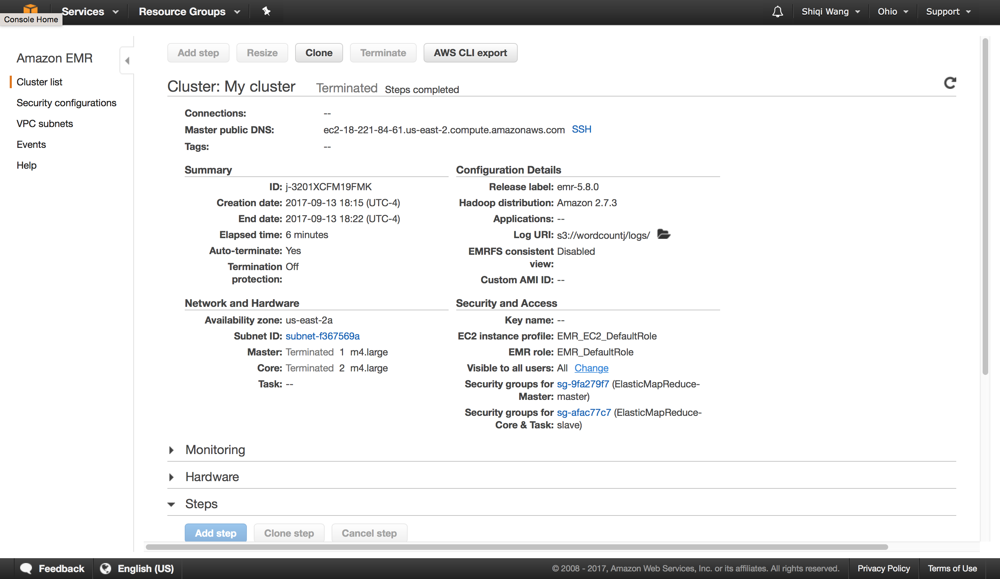 Services Resource Groups Shiqi Wang Ohio Support
Console Home
Amazon EMR
Cluster list
Security configurations
VPC subnets
Events
Help
Add step Resize Clone Terminate AWS CLI export
Cluster: My cluster Terminated Steps completed
Connections: --
Master public DNS: ec2-18-221-84-61.us-east-2.compute.amazonaws.com SSH
Tags: --
Summary
ID: j-3201XCFM19FMK
Creation date: 2017-09-13 18:15 (UTC-4)
End date: 2017-09-13 18:22 (UTC-4)
Elapsed time: 6 minutes
Auto-terminate: Yes
Termination Off
protection:
Configuration Details
Release label: emr-5.8.0
Hadoop distribution: Amazon 2.7.3
Applications: --
Log URI: s3://wordcountj/logs/
EMRFS consistent Disabled
view:
Custom AMI ID: --
Network and Hardware
Availability zone: us-east-2a
Subnet ID: subnet-f367569a
Master: Terminated 1 m4.large
Core: Terminated 2 m4.large
Task: --
Security and Access
Key name: --
EC2 instance profile: EMR_EC2_DefaultRole
EMR role: EMR_DefaultRole
Visible to all users: All Change
Security groups for sg-9fa279f7 (ElasticMapReduce-
Master: master)
Security groups for sg-afac77c7 (ElasticMapReduce-
Core & Task: slave)
Monitoring
Hardware
Steps
Add step Clone step Cancel step
Feedback English (US) © 2008 - 2017, Amazon Web Services, Inc. or its affiliates. All rights reserved. Privacy Policy Terms of Use